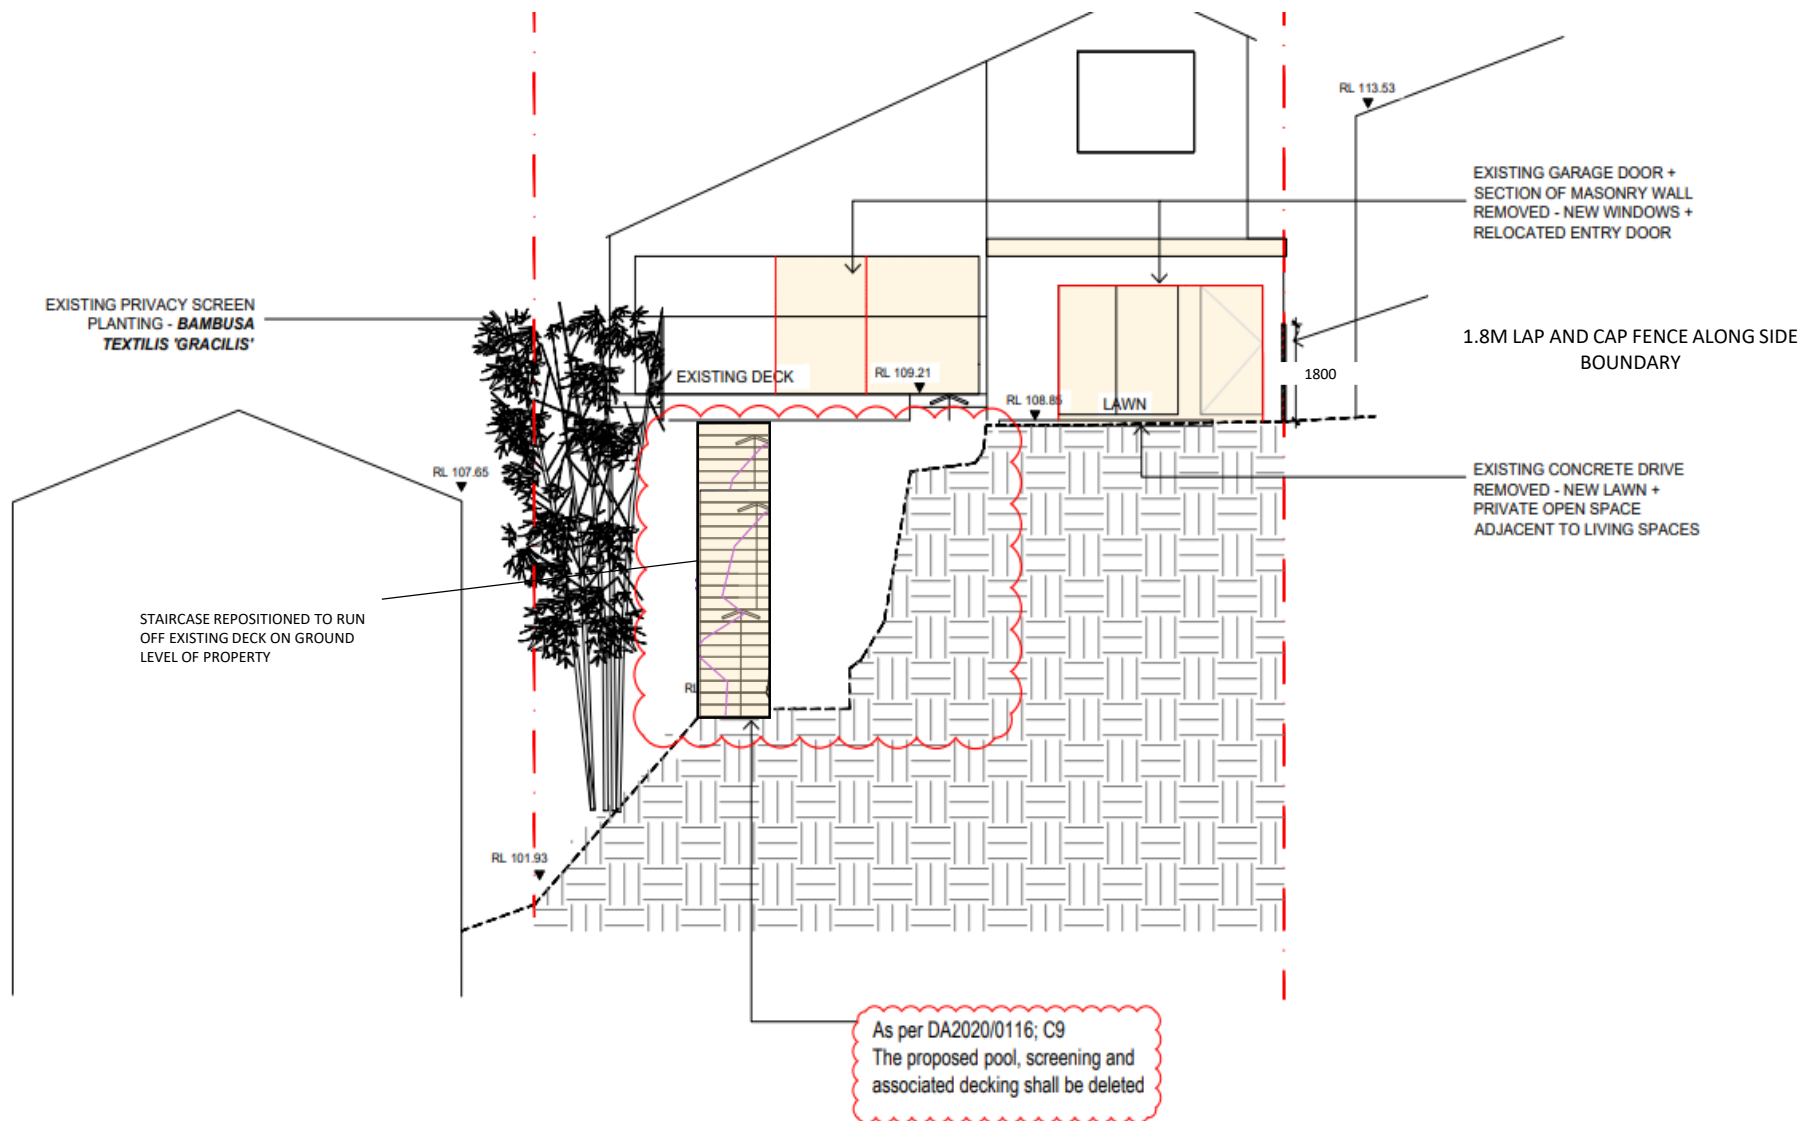 RL 113.53
EXISTING GARAGE DOOR +
SECTION OF MASONRY WALL
REMOVED - NEW WINDOWS +
RELOCATED ENTRY DOOR
EXISTING PRIVACY SCREEN
PLANTING - BAMBUSA
TEXTILIS 'GRACILIS'
1.8M LAP AND CAP FENCE ALONG SIDE
BOUNDARY
1800
EXISTING DECK
RL 109.21
RL 108.85
LAWN
RL 107.65
EXISTING CONCRETE DRIVE
REMOVED - NEW LAWN +
PRIVATE OPEN SPACE
ADJACENT TO LIVING SPACES
STAIRCASE REPOSITIONED TO RUN
OFF EXISTING DECK ON GROUND
LEVEL OF PROPERTY
RL 101.93
As per DA2020/0116; C9
The proposed pool, screening and
associated decking shall be deleted